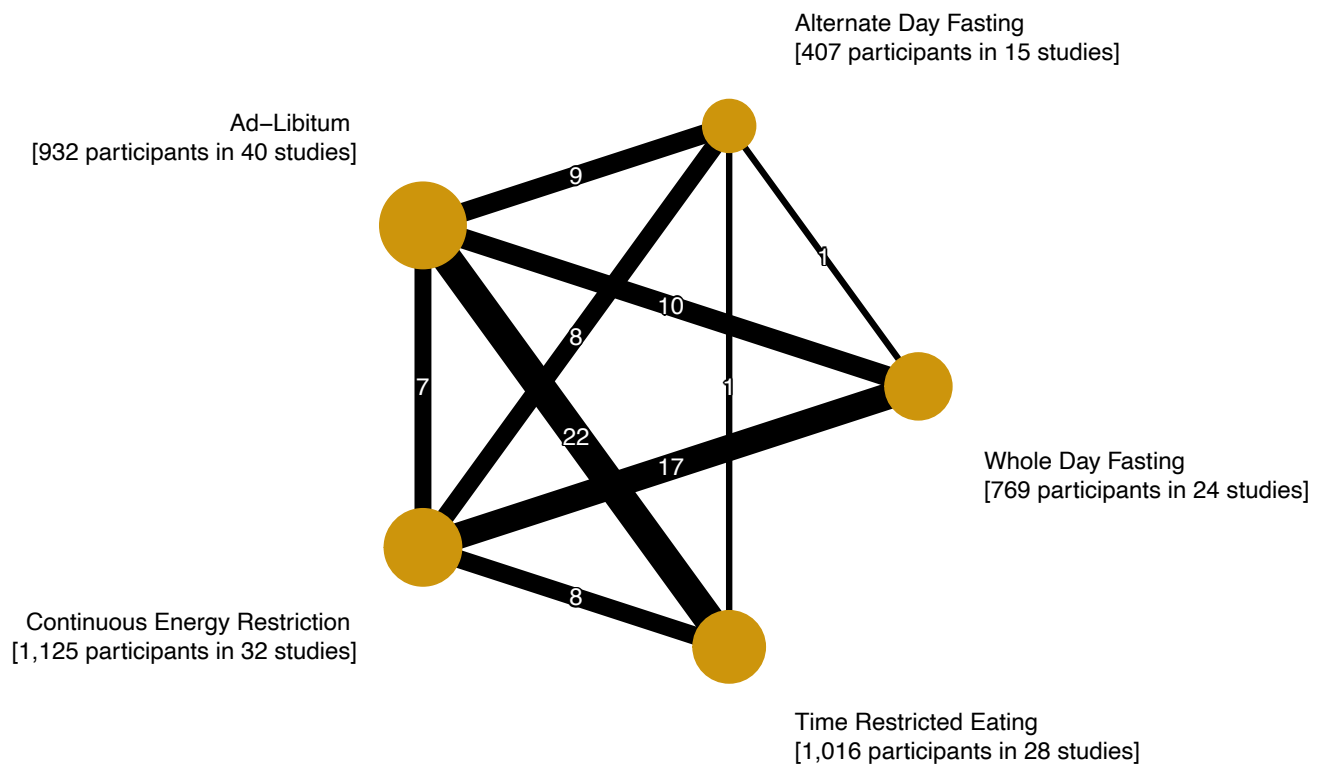 Alternate Day Fasting
[407 participants in 15 studies]
Ad–Libitum
[932 participants in 40 studies]
9
1
10
8
7
1
22
17
Whole Day Fasting
[769 participants in 24 studies]
8
Continuous Energy Restriction
[1,125 participants in 32 studies]
Time Restricted Eating
[1,016 participants in 28 studies]